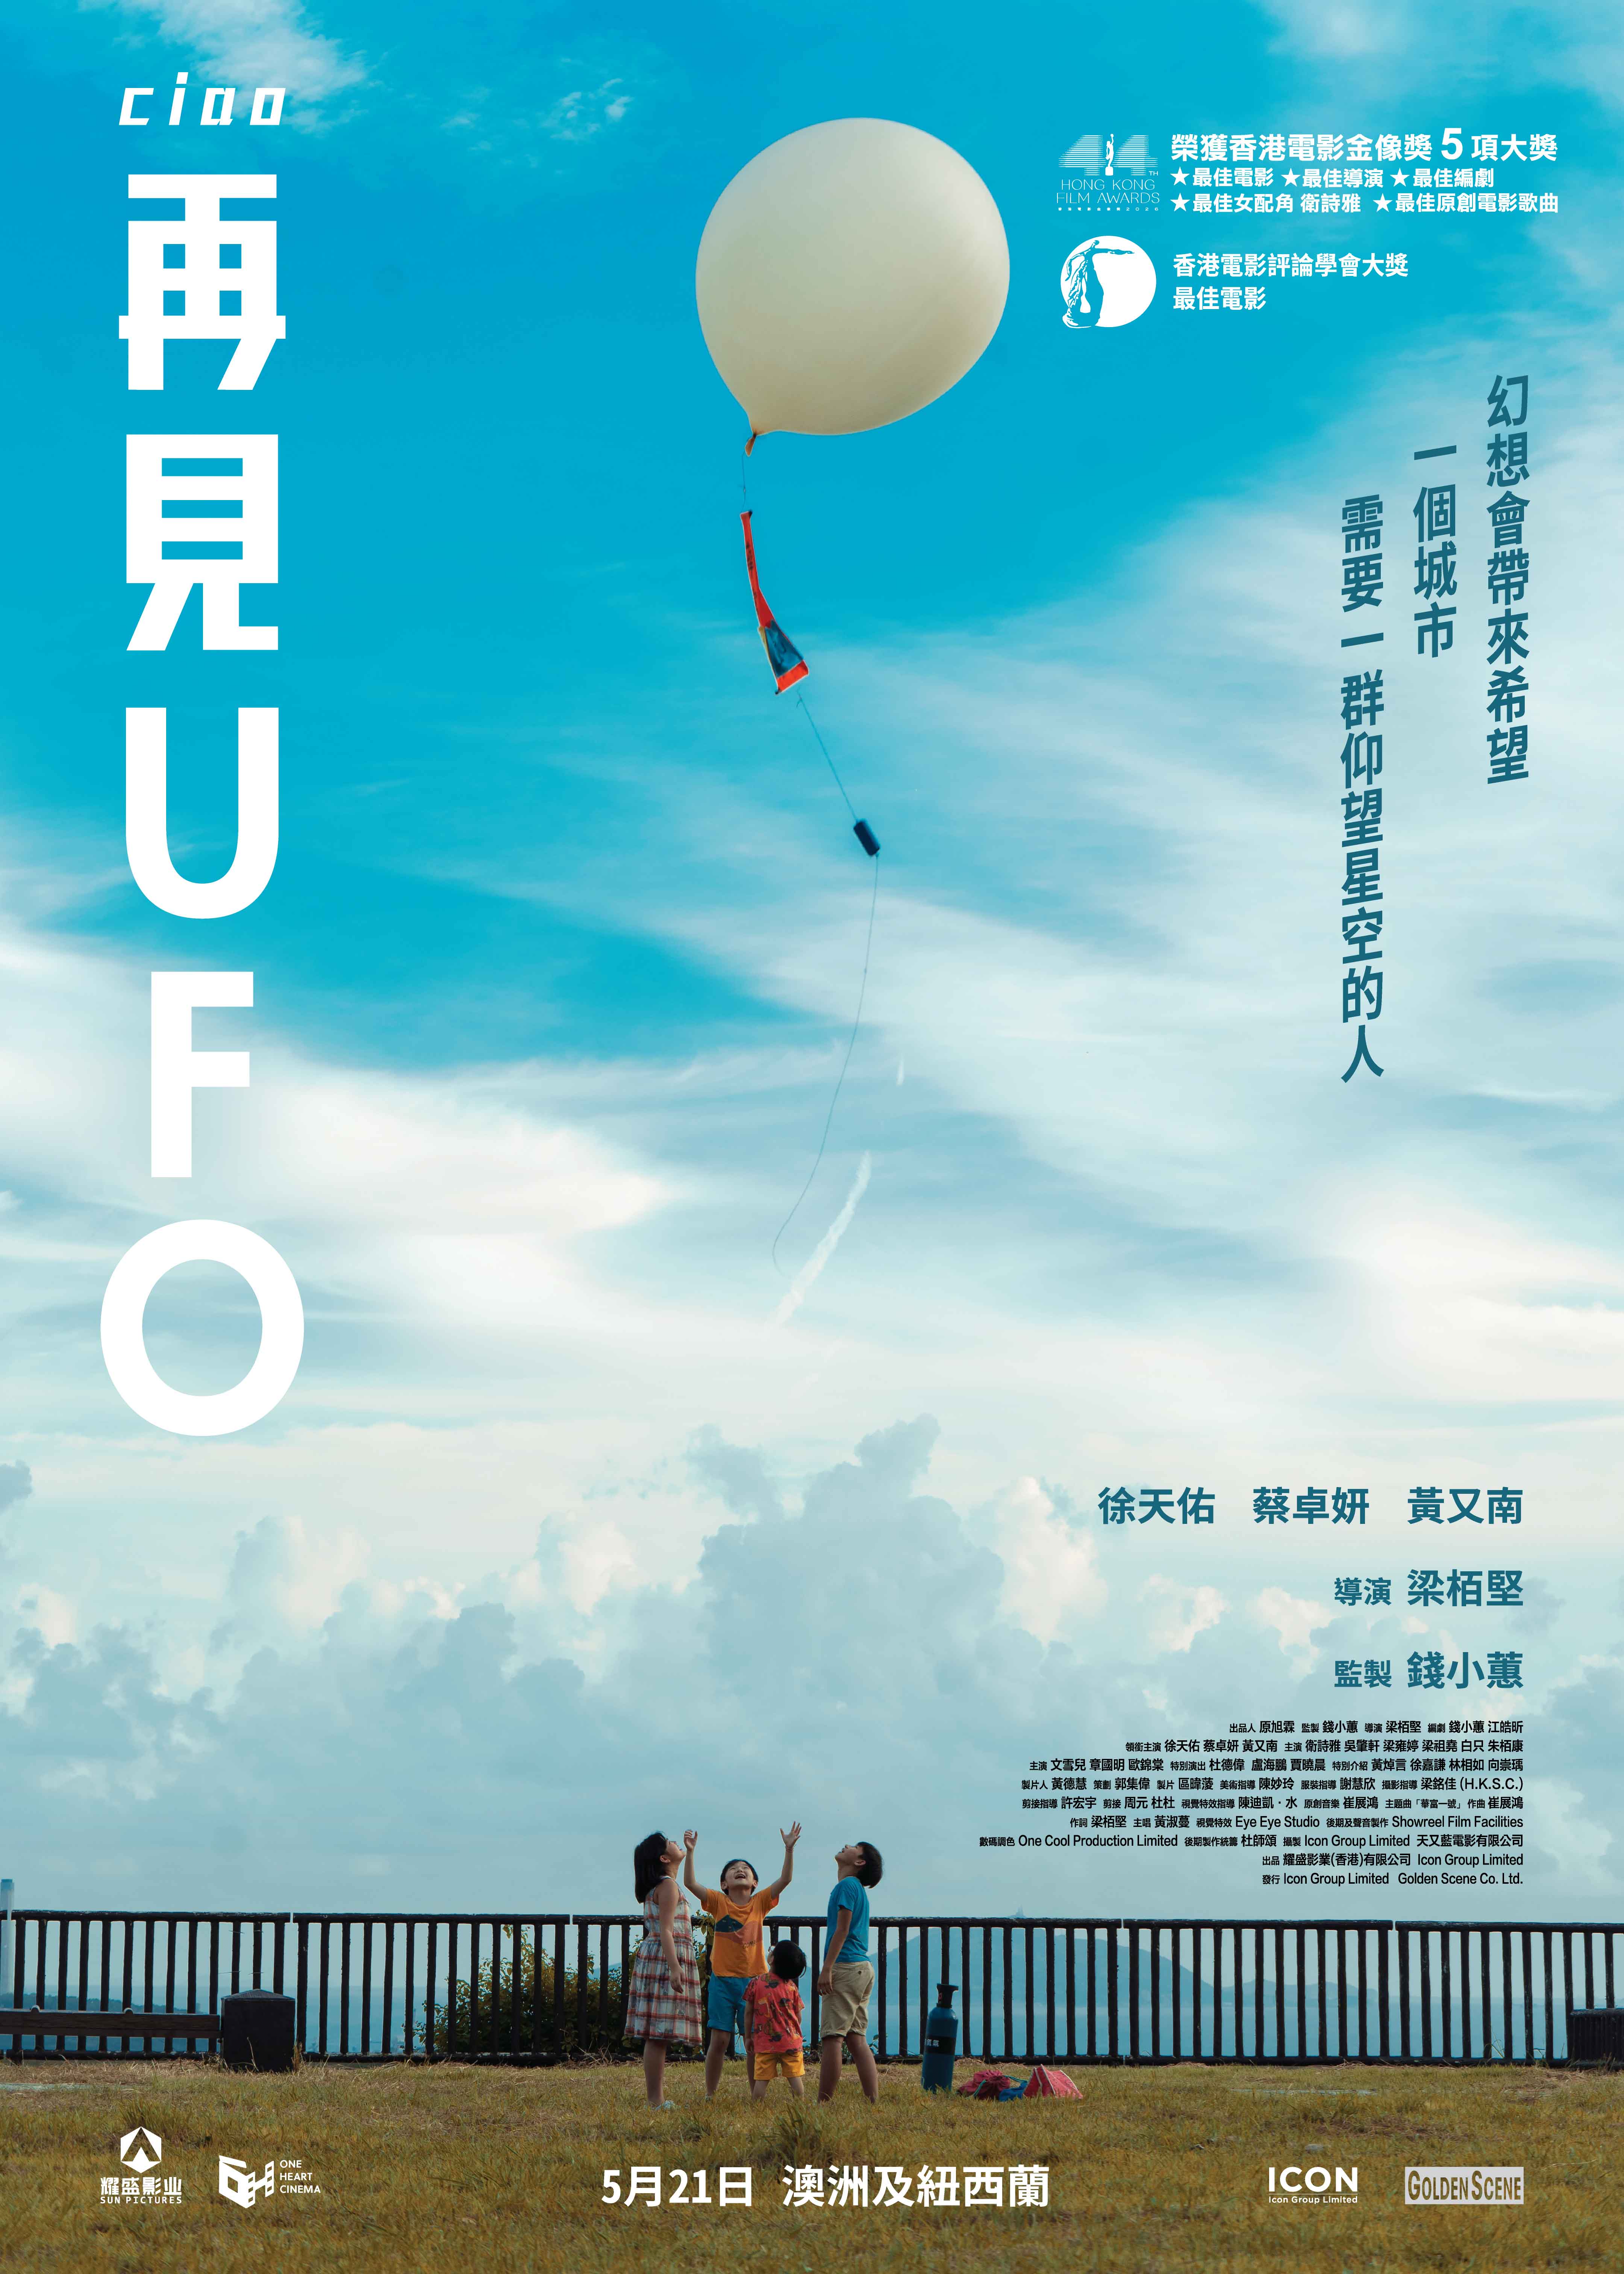 ciao
再見UFO
44TH
HONG KONG
FILM AWARDS
榮獲香港電影金像獎 5 項大獎
★最佳電影 ★最佳導演 ★最佳編劇
★最佳女配角 衛詩雅 ★最佳原創電影歌曲
香港電影評論學會大獎
最佳電影
幻想會帶來希望
一個城市
需要一群仰望星空的人
徐天佑 蔡卓妍 黃又南
導演 梁栢堅
監製 錢小蕙
出品人 原旭霖 監製 錢小蕙 導演 梁栢堅 編劇 錢小蕙 江皓昕
領銜主演 徐天佑 蔡卓妍 黃又南 主演 衛詩雅 吳肇軒 梁雍婷 梁祖堯 白只 朱栢康
主演 文雪兒 章國明 歐錦棠 特別演出 杜德偉 盧海鵬 賈曉晨 特別介紹 黃焯言 徐嘉謙 林相如 向崇瑀
製片人 黃德慧 策劃 郭集偉 製片 區暐蓤 美術指導 陳妙玲 服裝指導 謝慧欣 攝影指導 梁銘佳 (H.K.S.C.)
剪接指導 許宏宇 剪接 周元 杜杜 視覺特效指導 陳迪凱‧水 原創音樂 崔展鴻 主題曲「華富一號」 作曲 崔展鴻
作詞 梁栢堅 主唱 黃淑蔓 視覺特效 Eye Eye Studio 後期及聲音製作 Showreel Film Facilities
數碼調色 One Cool Production Limited 後期製作統籌 杜師頌 攝製 Icon Group Limited 天又藍電影有限公司
出品 耀盛影業(香港)有限公司 Icon Group Limited
發行 Icon Group Limited Golden Scene Co. Ltd.
耀盛影业
SUN PICTURES
ONE
HEART
CINEMA
5月21日 澳洲及紐西蘭
ICON
Icon Group Limited
GOLDEN SCENE